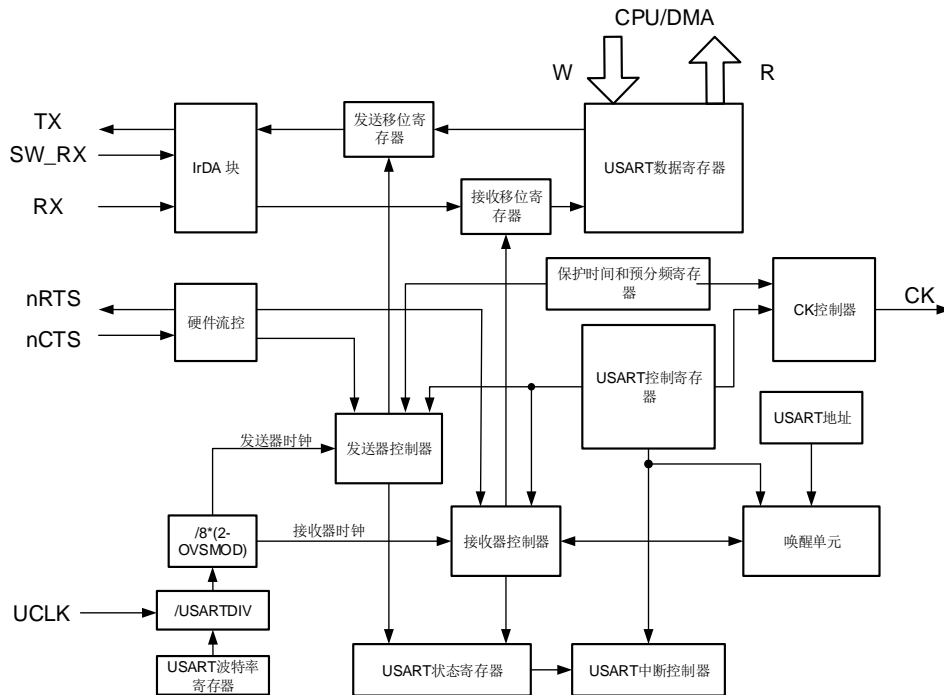 CPU/DMA
W
R
TX
SW_RX
RX
IrDA 块
发送移位寄
存器
接收移位寄
存器
USART数据寄存器
保护时间和预分频寄存
器
nRTS
nCTS
硬件流控
CK控制器
CK
USART控制寄存
器
USART地址
发送器时钟
发送器控制器
/8*(2-
OVSMOD)
接收器时钟
接收器控制器
唤醒单元
UCLK
/USARTDIV
USART波特率
寄存器
USART状态寄存器
USART中断控制器